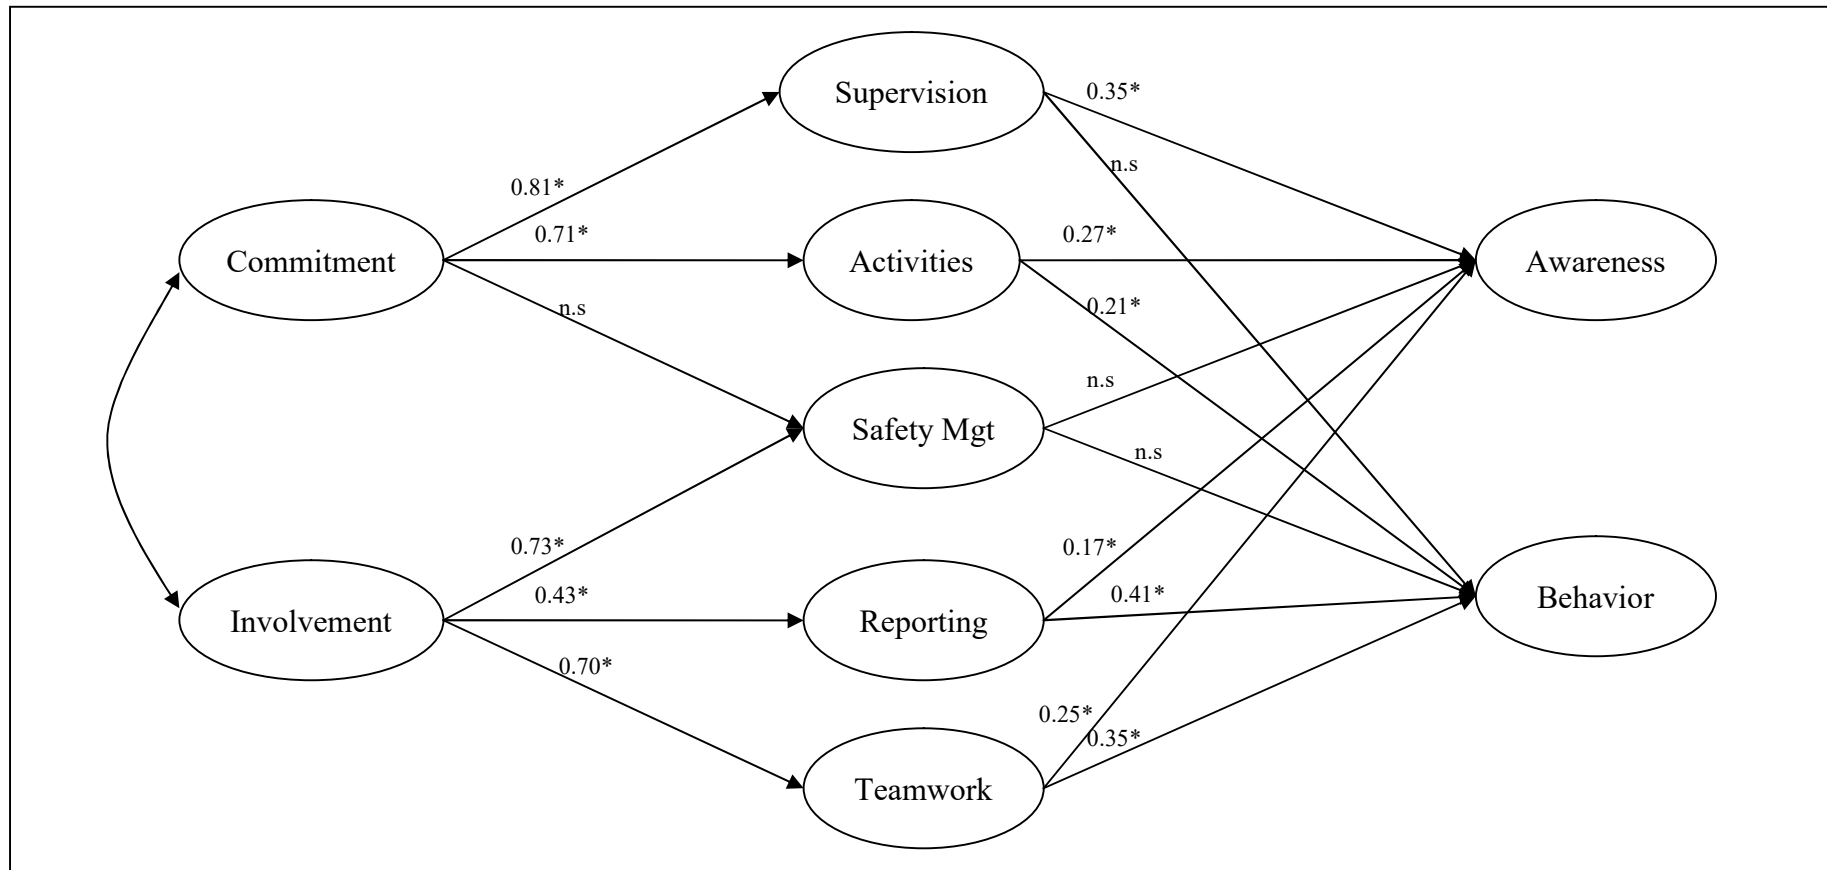 Supervision
0.35*
n.s
0.81*
0.71*
0.27*
Commitment
Activities
Awareness
n.s
0.21*
n.s
Safety Mgt
n.s
0.73*
0.17*
0.43*
0.41*
Involvement
Reporting
Behavior
0.70*
0.25*
0.35*
Teamwork